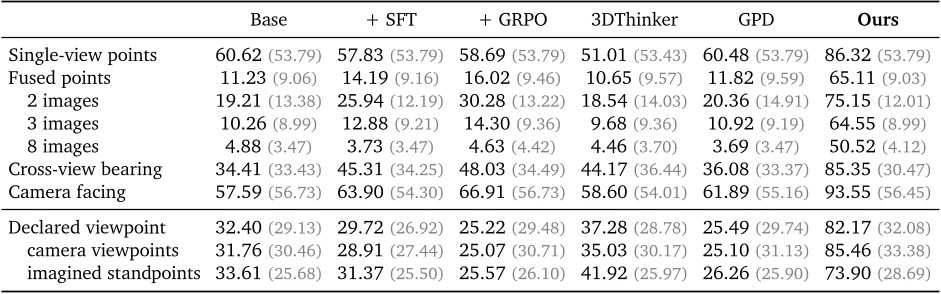 Base + SFT + GRPO 3DThinker GPD Ours
Single-view points 60.62 (53.79) 57.83 (53.79) 58.69 (53.79) 51.01 (53.43) 60.48 (53.79) 86.32 (53.79)
Fused points 11.23 (9.06) 14.19 (9.16) 16.02 (9.46) 10.65 (9.57) 11.82 (9.59) 65.11 (9.03)
2 images 19.21 (13.38) 25.94 (12.19) 30.28 (13.22) 18.54 (14.03) 20.36 (14.91) 75.15 (12.01)
3 images 10.26 (8.99) 12.88 (9.21) 14.30 (9.36) 9.68 (9.36) 10.92 (9.19) 64.55 (8.99)
8 images 4.88 (3.47) 3.73 (3.47) 4.63 (4.42) 4.46 (3.70) 3.69 (3.47) 50.52 (4.12)
Cross-view bearing 34.41 (33.43) 45.31 (34.25) 48.03 (34.49) 44.17 (36.44) 36.08 (33.37) 85.35 (30.47)
Camera facing 57.59 (56.73) 63.90 (54.30) 66.91 (56.73) 58.60 (54.01) 61.89 (55.16) 93.55 (56.45)
Declared viewpoint 32.40 (29.13) 29.72 (26.92) 25.22 (29.48) 37.28 (28.78) 25.49 (29.74) 82.17 (32.08)
camera viewpoints 31.76 (30.46) 28.91 (27.44) 25.07 (30.71) 35.03 (30.17) 25.10 (31.13) 85.46 (33.38)
imagined standpoints 33.61 (25.68) 31.37 (25.50) 25.57 (26.10) 41.92 (25.97) 26.26 (25.90) 73.90 (28.69)